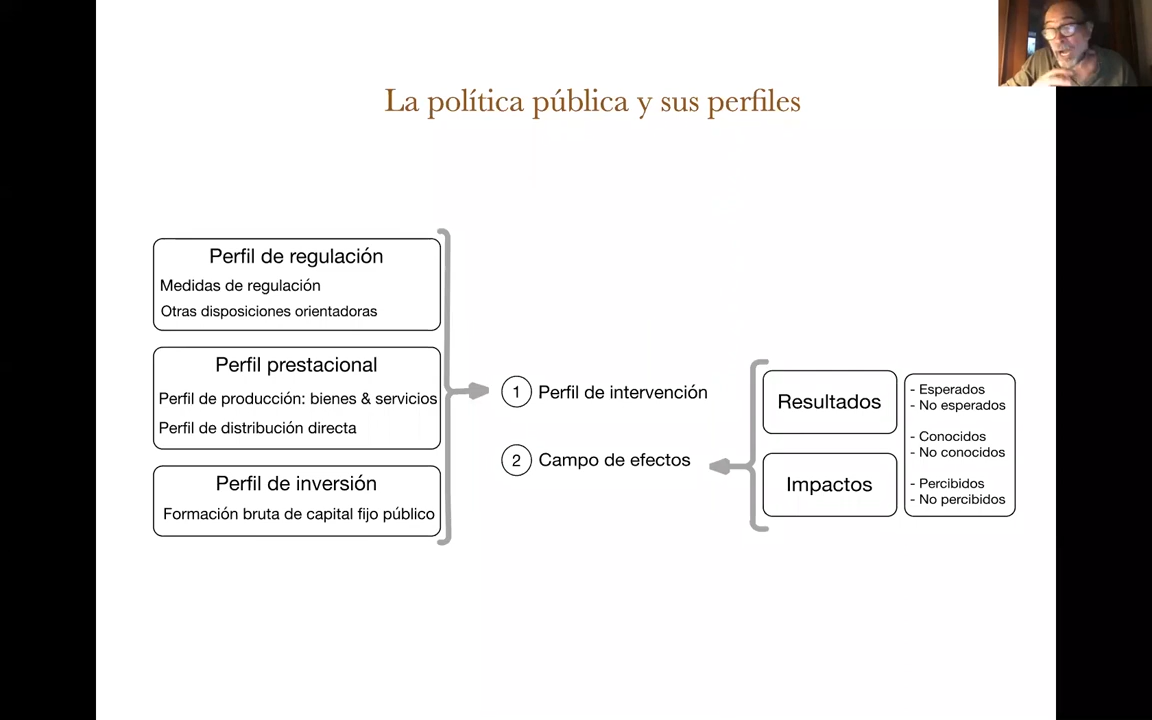 La política pública y sus perfiles
Perfil de regulación
Medidas de regulación
Otras disposiciones orientadoras
Perfil prestacional
Perfil de producción: bienes & servicios
Perfil de distribución directa
Perfil de inversión
Formación bruta de capital fijo público
1 Perfil de intervención
2 Campo de efectos
Resultados
Impactos
- Esperados
- No esperados
- Conocidos
- No conocidos
- Percibidos
- No percibidos